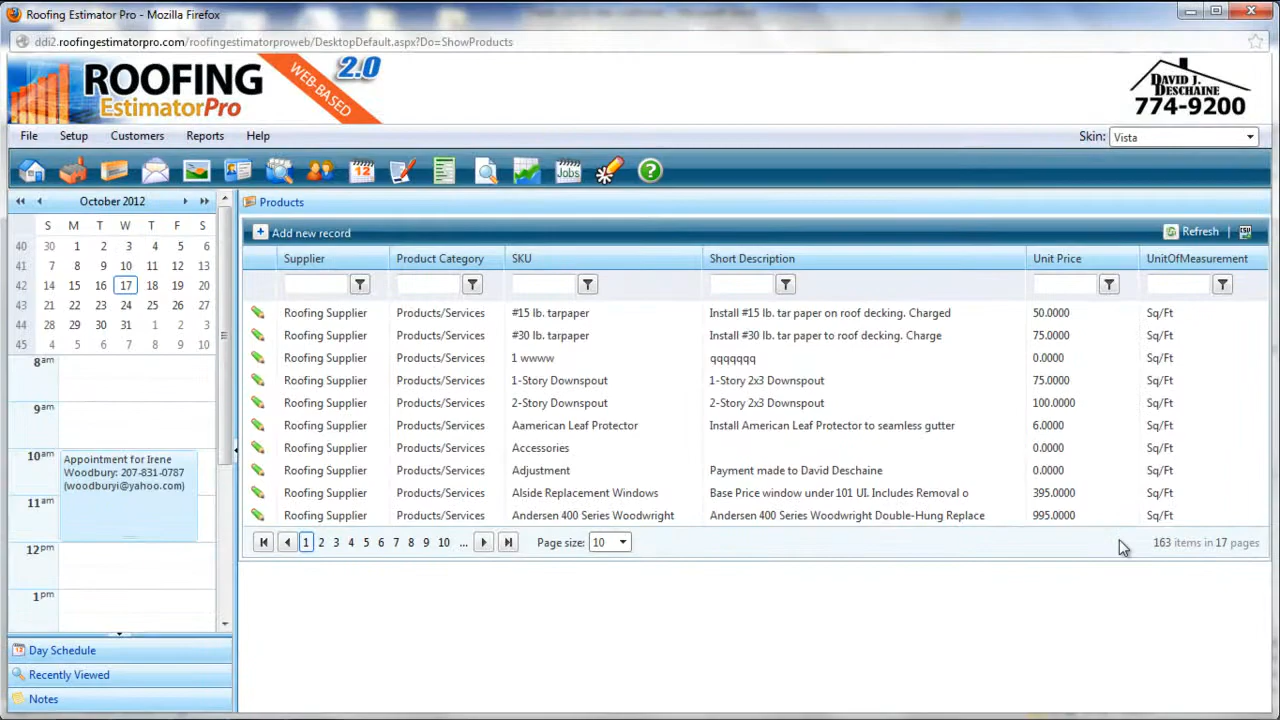 Roofing Estimator Pro - Mozilla Firefox
ddi2.roofingestimatorpro.com/roofingestimatorproweb/DesktopDefault.aspx?Do=ShowProducts
ROOFING
EstimatorPro
WEB-BASED
2.0
DAVID J.
DESCHAINE
774-9200
File Setup Customers Reports Help
Skin: Vista
12 Jobs ?
October 2012
S M T W T F S
40 30 1 2 3 4 5 6
41 7 8 9 10 11 12 13
42 14 15 16 17 18 19 20
43 21 22 23 24 25 26 27
44 28 29 30 31 1 2 3
45 4 5 6 7 8 9 10
8am
9am
10am
Appointment for Irene
Woodbury: 207-831-0787
(woodburyi@yahoo.com)
11am
12pm
1pm
Day Schedule
Recently Viewed
Notes
Products
Add new record
Refresh | CSV
Supplier Product Category SKU Short Description Unit Price UnitOfMeasurement
Roofing Supplier Products/Services #15 lb. tarpaper Install #15 lb. tar paper on roof decking. Charged 50.0000 Sq/Ft
Roofing Supplier Products/Services #30 lb. tarpaper Install #30 lb. tar paper to roof decking. Charge 75.0000 Sq/Ft
Roofing Supplier Products/Services 1 wwww qqqqqqq 0.0000 Sq/Ft
Roofing Supplier Products/Services 1-Story Downspout 1-Story 2x3 Downspout 75.0000 Sq/Ft
Roofing Supplier Products/Services 2-Story Downspout 2-Story 2x3 Downspout 100.0000 Sq/Ft
Roofing Supplier Products/Services Aamerican Leaf Protector Install American Leaf Protector to seamless gutter 6.0000 Sq/Ft
Roofing Supplier Products/Services Accessories 0.0000 Sq/Ft
Roofing Supplier Products/Services Adjustment Payment made to David Deschaine 0.0000 Sq/Ft
Roofing Supplier Products/Services Alside Replacement Windows Base Price window under 101 UI. Includes Removal o 395.0000 Sq/Ft
Roofing Supplier Products/Services Andersen 400 Series Woodwright Andersen 400 Series Woodwright Double-Hung Replace 995.0000 Sq/Ft
1 2 3 4 5 6 7 8 9 10 ... Page size: 10 163 items in 17 pages